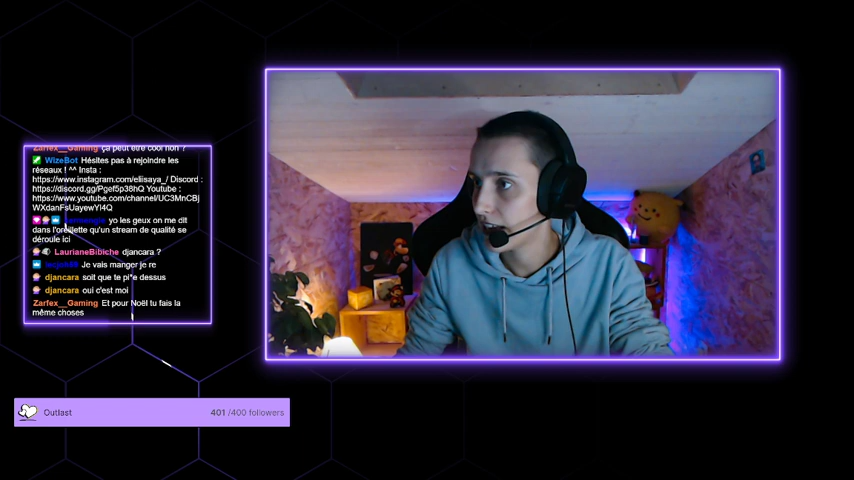 Zarfex__Gaming ça peut être cool non ?
WizeBot Hésites pas à rejoindre les
réseaux ! ^^ Insta :
https://www.instagram.com/eliisaya_/ Discord :
https://discord.gg/Pgef5p38hQ Youtube :
https://www.youtube.com/channel/UC3MnCBj
WXdanFsUayewYI4Q
yo les geux on me dit
dans l'oreillette qu'un stream de qualité se
déroule ici
LaurianeBibiche djancara ?
Je vais manger je re
djancara soit que te pi*e dessus
djancara oui c'est moi
Zarfex__Gaming Et pour Noël tu fais la
même choses
Outlast 401 /400 followers